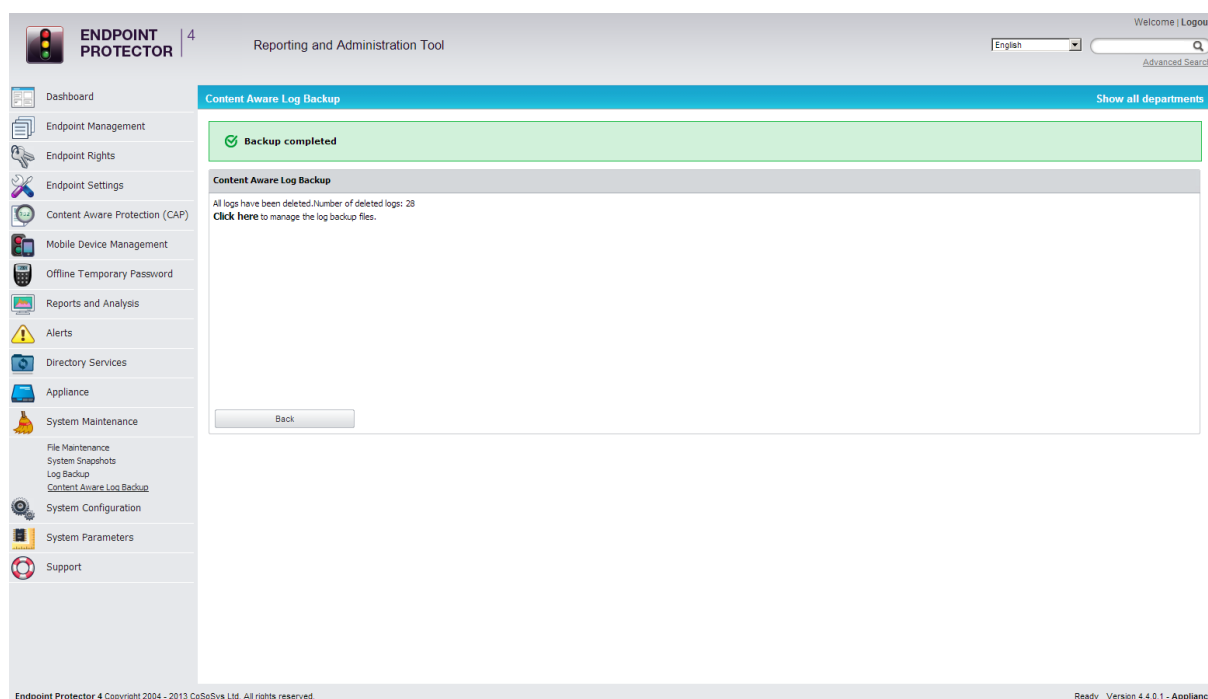 Welcome | Logou
ENDPOINT PROTECTOR 4
Reporting and Administration Tool
English
Advanced Search
Dashboard
Content Aware Log Backup
Show all departments
Endpoint Management
Backup completed
Endpoint Rights
Endpoint Settings
Content Aware Log Backup
All logs have been deleted.Number of deleted logs: 28
Click here to manage the log backup files.
Content Aware Protection (CAP)
Mobile Device Management
Offline Temporary Password
Reports and Analysis
Alerts
Directory Services
Appliance
System Maintenance
Back
File Maintenance
System Snapshots
Log Backup
Content Aware Log Backup
System Configuration
System Parameters
Support
Endpoint Protector 4 Copyright 2004 - 2013 CoSoSys Ltd. All rights reserved.
Ready Version 4.4.0.1 - Applianc